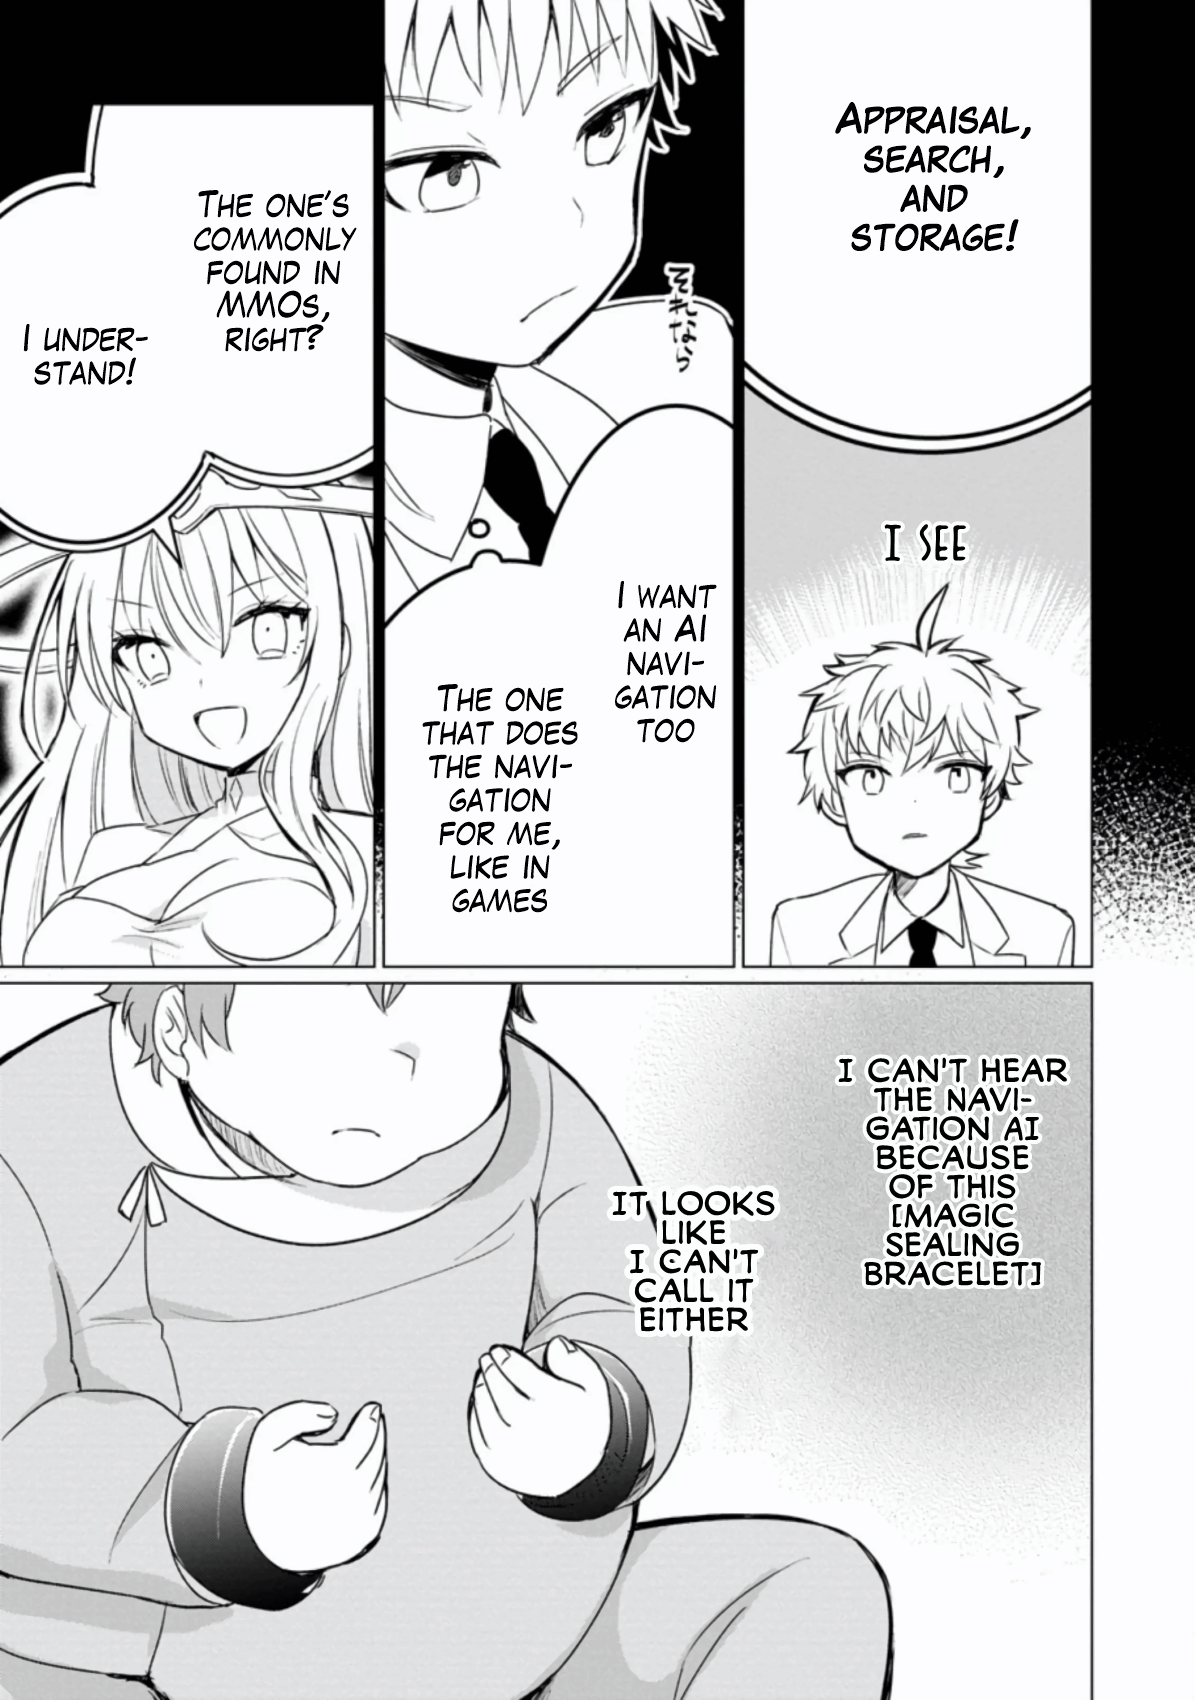 APPRAISAL,
SEARCH,
AND
STORAGE!
I SEE
それなら
I WANT
AN AI
NAVI-
GATION
TOO
THE ONE
THAT DOES
THE NAVI-
GATION
FOR ME,
LIKE IN
GAMES
THE ONE'S
COMMONLY
FOUND IN
MMOS,
RIGHT?
I UNDER-
STAND!
I CAN'T HEAR
THE NAVI-
GATION AI
BECAUSE
OF THIS
[MAGIC
SEALING
BRACELET]
IT LOOKS
LIKE
I CAN'T
CALL IT
EITHER